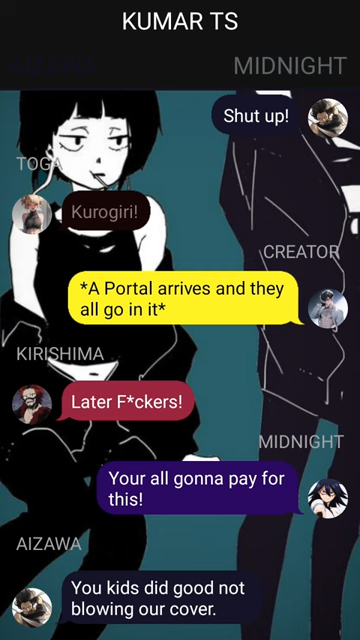 KUMAR TS
MIDNIGHT
Shut up!
TOGA
Kurogiri!
CREATOR
*A Portal arrives and they
all go in it*
KIRISHIMA
Later F*ckers!
MIDNIGHT
Your all gonna pay for
this!
AIZAWA
You kids did good not
blowing our cover.